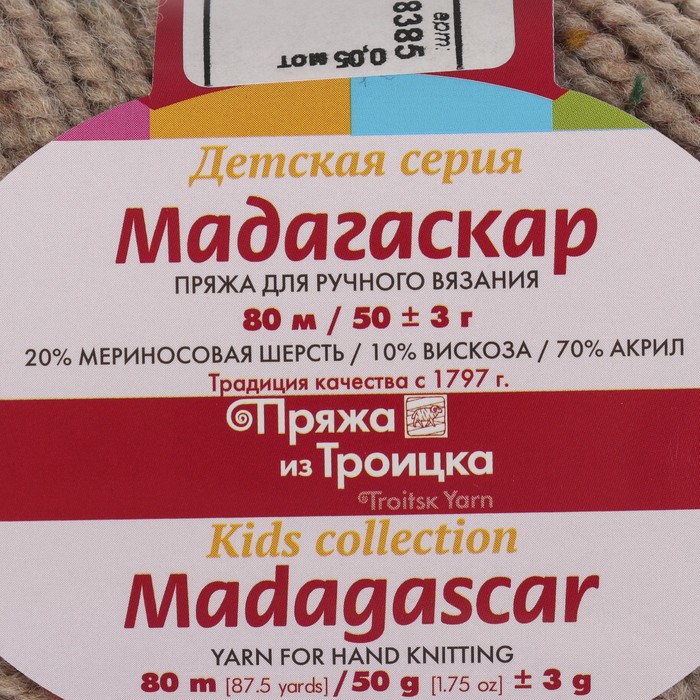 арт:
8385
0,05 мот
Детская серия
Мадагаскар
ПРЯЖА ДЛЯ РУЧНОГО ВЯЗАНИЯ
80 м / 50 ± 3 г
20% МЕРИНОСОВАЯ ШЕРСТЬ / 10% ВИСКОЗА / 70% АКРИЛ
Традиция качества с 1797 г.
Пряжа
из Троицка
Troitsk Yarn
Kids collection
Madagascar
YARN FOR HAND KNITTING
80 m [87.5 yards] / 50 g [1.75 oz] ± 3 g